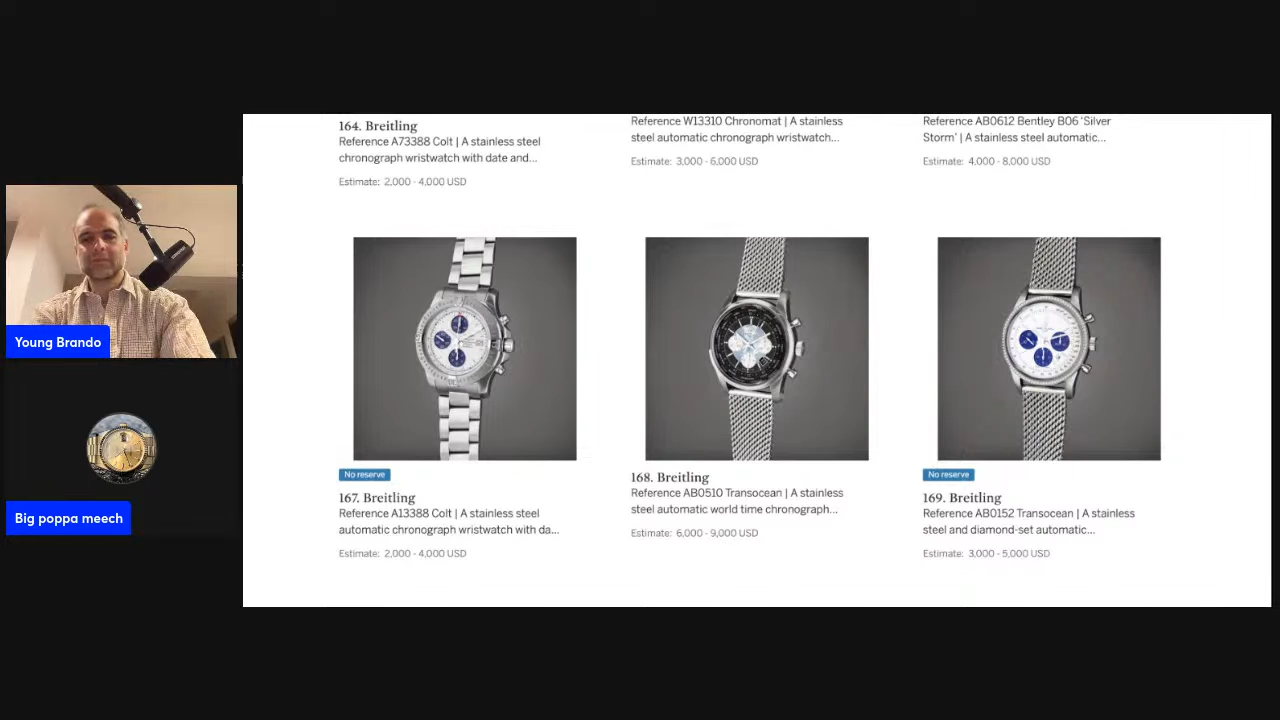 164. Breitling
Reference A73388 Colt | A stainless steel
chronograph wristwatch with date and...
Estimate: 2,000 - 4,000 USD
Reference W13310 Chronomat | A stainless
steel automatic chronograph wristwatch...
Estimate: 3,000 - 6,000 USD
Reference AB0612 Bentley B06 'Silver
Storm' | A stainless steel automatic...
Estimate: 4,000 - 8,000 USD
Young Brando
Big poppa meech
No reserve
167. Breitling
Reference A13388 Colt | A stainless steel
automatic chronograph wristwatch with da...
Estimate: 2,000 - 4,000 USD
168. Breitling
Reference AB0510 Transocean | A stainless
steel automatic world time chronograph...
Estimate: 6,000 - 9,000 USD
No reserve
169. Breitling
Reference AB0152 Transocean | A stainless
steel and diamond-set automatic...
Estimate: 3,000 - 5,000 USD